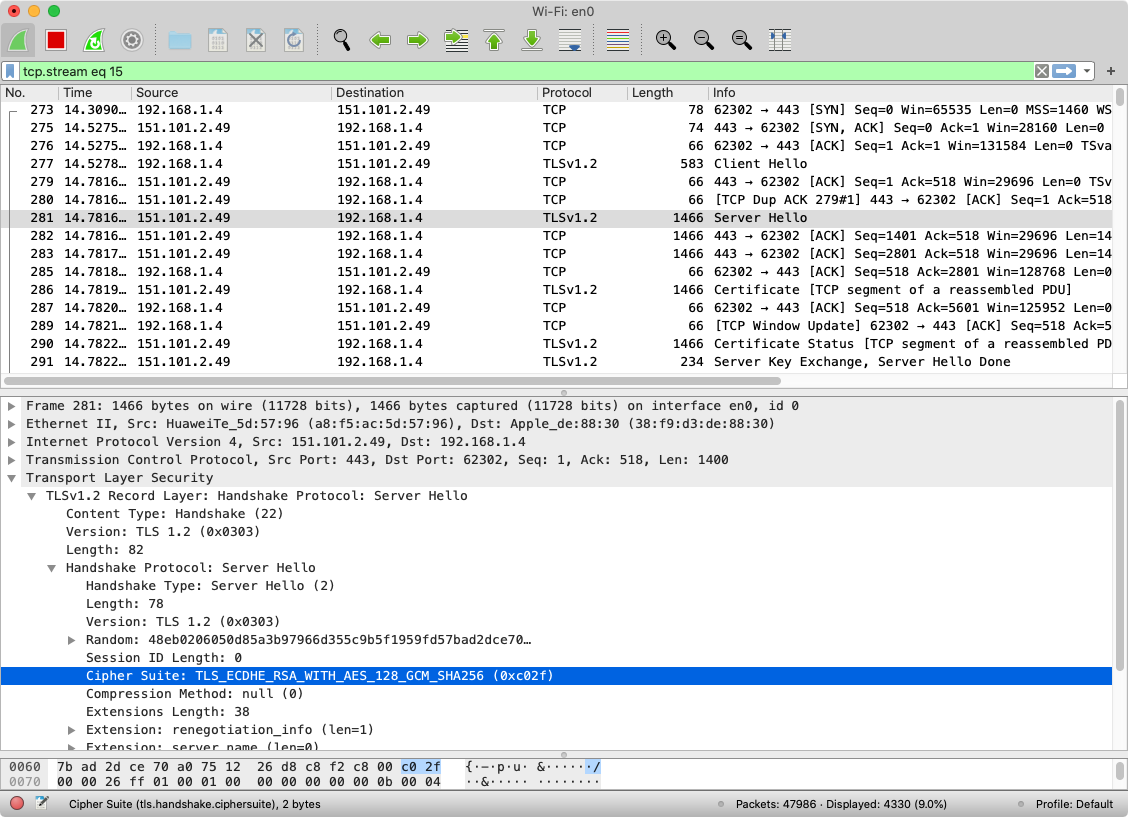 Wi-Fi: en0
tcp.stream eq 15
No. Time Source Destination Protocol Length Info
273 14.3090… 192.168.1.4 151.101.2.49 TCP 78 62302 → 443 [SYN] Seq=0 Win=65535 Len=0 MSS=1460 WS
275 14.5275… 151.101.2.49 192.168.1.4 TCP 74 443 → 62302 [SYN, ACK] Seq=0 Ack=1 Win=28160 Len=0
276 14.5275… 192.168.1.4 151.101.2.49 TCP 66 62302 → 443 [ACK] Seq=1 Ack=1 Win=131584 Len=0 TSva
277 14.5278… 192.168.1.4 151.101.2.49 TLSv1.2 583 Client Hello
279 14.7816… 151.101.2.49 192.168.1.4 TCP 66 443 → 62302 [ACK] Seq=1 Ack=518 Win=29696 Len=0 TSv
280 14.7816… 151.101.2.49 192.168.1.4 TCP 66 [TCP Dup ACK 279#1] 443 → 62302 [ACK] Seq=1 Ack=518
281 14.7816… 151.101.2.49 192.168.1.4 TLSv1.2 1466 Server Hello
282 14.7816… 151.101.2.49 192.168.1.4 TCP 1466 443 → 62302 [ACK] Seq=1401 Ack=518 Win=29696 Len=14
283 14.7817… 151.101.2.49 192.168.1.4 TCP 1466 443 → 62302 [ACK] Seq=2801 Ack=518 Win=29696 Len=14
285 14.7818… 192.168.1.4 151.101.2.49 TCP 66 62302 → 443 [ACK] Seq=518 Ack=2801 Win=128768 Len=0
286 14.7819… 151.101.2.49 192.168.1.4 TLSv1.2 1466 Certificate [TCP segment of a reassembled PDU]
287 14.7820… 192.168.1.4 151.101.2.49 TCP 66 62302 → 443 [ACK] Seq=518 Ack=5601 Win=125952 Len=0
289 14.7821… 192.168.1.4 151.101.2.49 TCP 66 [TCP Window Update] 62302 → 443 [ACK] Seq=518 Ack=5
290 14.7822… 151.101.2.49 192.168.1.4 TLSv1.2 1466 Certificate Status [TCP segment of a reassembled PD
291 14.7822… 151.101.2.49 192.168.1.4 TLSv1.2 234 Server Key Exchange, Server Hello Done
Frame 281: 1466 bytes on wire (11728 bits), 1466 bytes captured (11728 bits) on interface en0, id 0
Ethernet II, Src: HuaweiTe_5d:57:96 (a8:f5:ac:5d:57:96), Dst: Apple_de:88:30 (38:f9:d3:de:88:30)
Internet Protocol Version 4, Src: 151.101.2.49, Dst: 192.168.1.4
Transmission Control Protocol, Src Port: 443, Dst Port: 62302, Seq: 1, Ack: 518, Len: 1400
Transport Layer Security
TLSv1.2 Record Layer: Handshake Protocol: Server Hello
Content Type: Handshake (22)
Version: TLS 1.2 (0x0303)
Length: 82
Handshake Protocol: Server Hello
Handshake Type: Server Hello (2)
Length: 78
Version: TLS 1.2 (0x0303)
Random: 48eb0206050d85a3b97966d355c9b5f1959fd57bad2dce70…
Session ID Length: 0
Cipher Suite: TLS_ECDHE_RSA_WITH_AES_128_GCM_SHA256 (0xc02f)
Compression Method: null (0)
Extensions Length: 38
Extension: renegotiation_info (len=1)
Extension: server_name (len=0)
0060 7b ad 2d ce 70 a0 75 12 26 d8 c8 f2 c8 00 c0 2f {·-·p·u· &······/
0070 00 00 26 ff 01 00 01 00 00 00 00 00 00 0b 00 04 ··&····· ········
Cipher Suite (tls.handshake.ciphersuite), 2 bytes Packets: 47986 · Displayed: 4330 (9.0%) Profile: Default